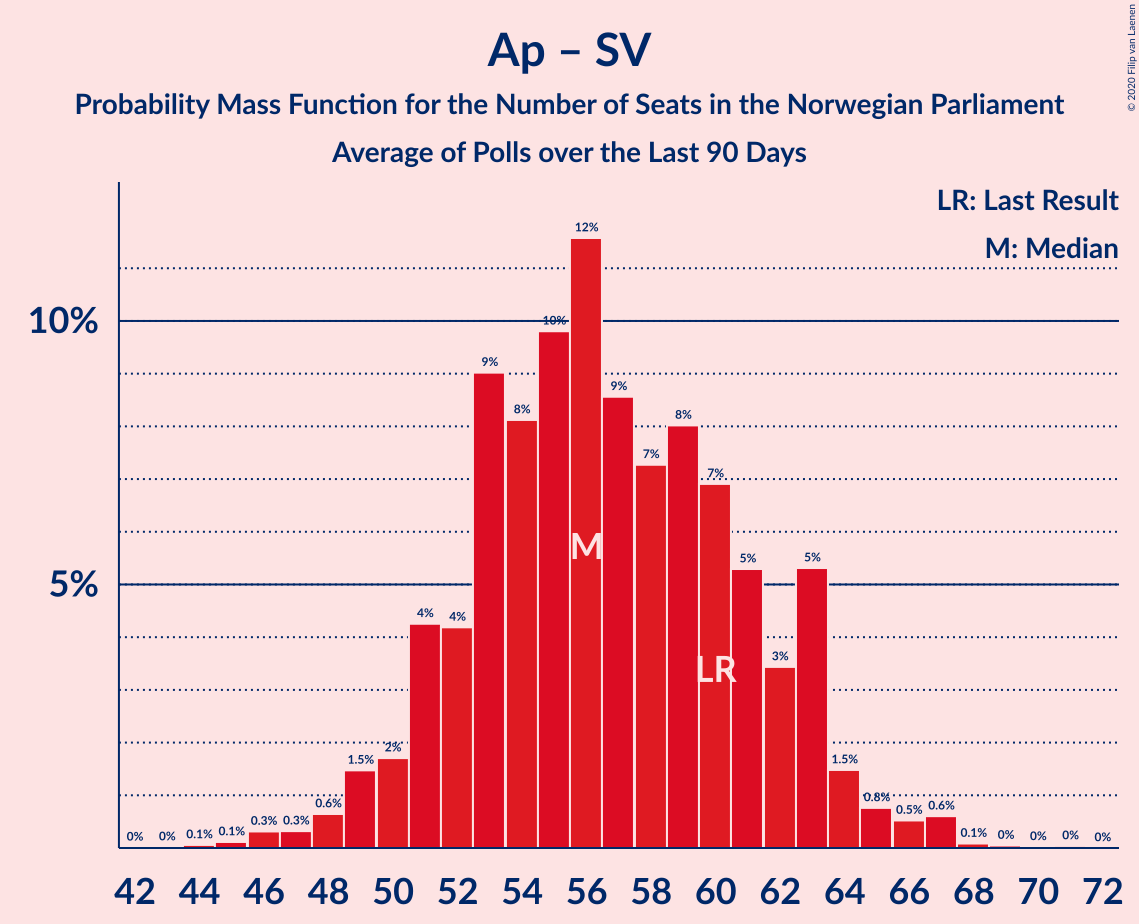 Ap – SV
Probability Mass Function for the Number of Seats in the Norwegian Parliament
Average of Polls over the Last 90 Days
© 2020 Filip van Laenen
LR: Last Result
M: Median
10%
5%
0% 0% 0.1% 0.1% 0.3% 0.3% 0.6% 1.5% 2% 4% 4% 9% 8% 10% 12% 9% 7% 8% 7% 5% 3% 5% 1.5% 0.8% 0.5% 0.6% 0.1% 0% 0% 0% 0%
M
LR
42 44 46 48 50 52 54 56 58 60 62 64 66 68 70 72